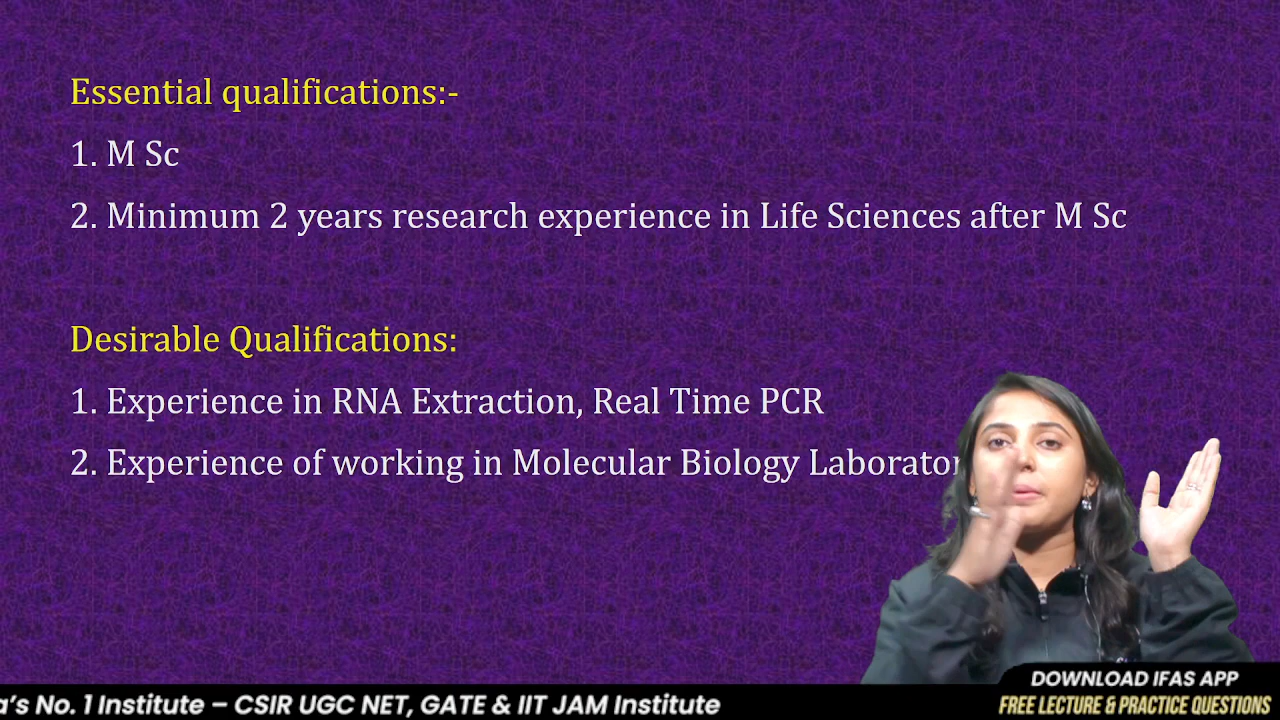 Essential qualifications:-
1. M Sc
2. Minimum 2 years research experience in Life Sciences after M Sc
Desirable Qualifications:
1. Experience in RNA Extraction, Real Time PCR
2. Experience of working in Molecular Biology
DOWNLOAD IFAS APP
No. 1 Institute – CSIR UGC NET, GATE & IIT JAM Institute
FREE LECTURE & PRACTICE QUESTIONS